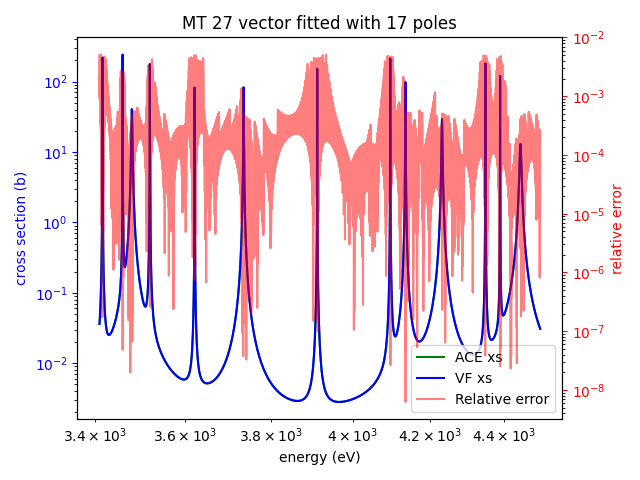 MT 27 vector fitted with 17 poles
10²
10¹
10⁰
10⁻¹
10⁻²
cross section (b)
10⁻²
10⁻³
10⁻⁴
10⁻⁵
10⁻⁶
10⁻⁷
10⁻⁸
relative error
ACE xs
VF xs
Relative error
3.4 × 10³ 3.6 × 10³ 3.8 × 10³ 4 × 10³ 4.2 × 10³ 4.4 × 10³
energy (eV)